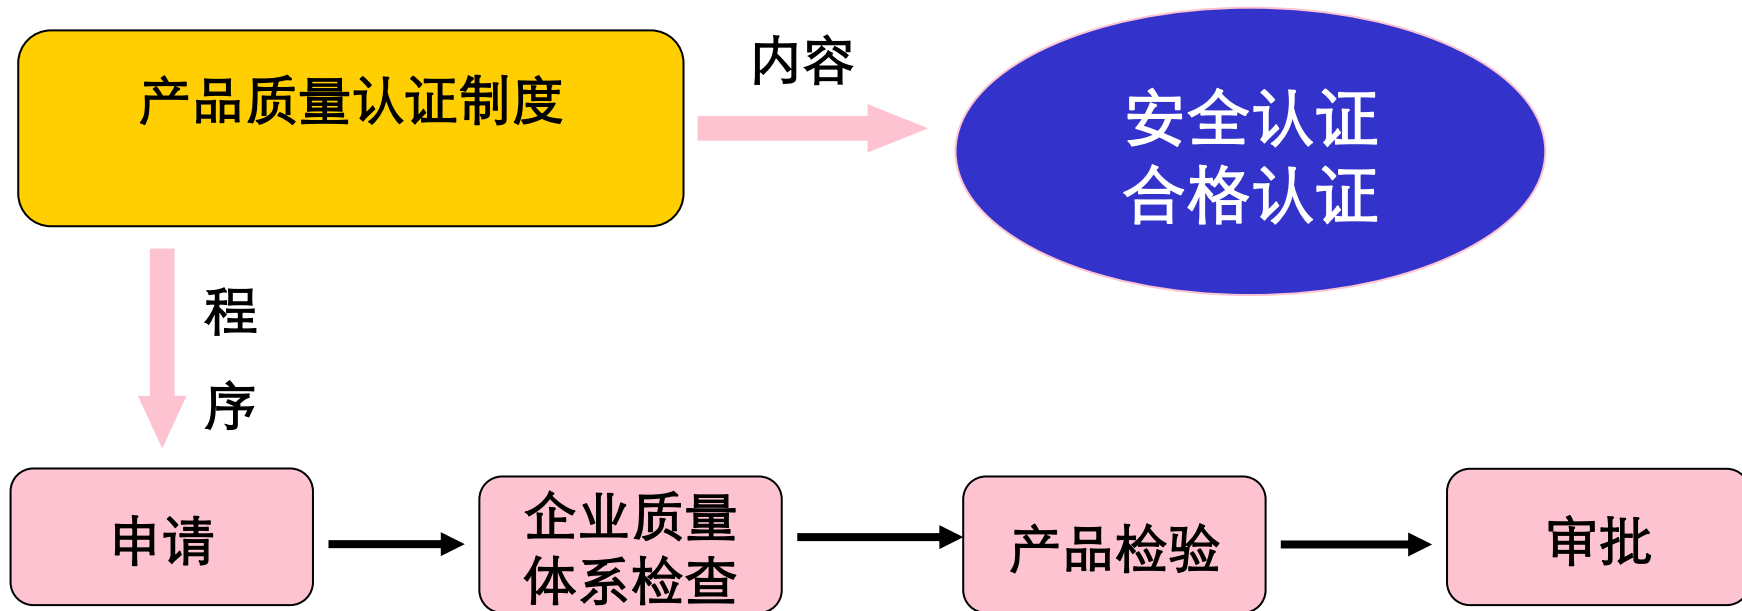 产品质量认证制度
内容
安全认证
合格认证
程
序
申请
企业质量
体系检查
产品检验
审批